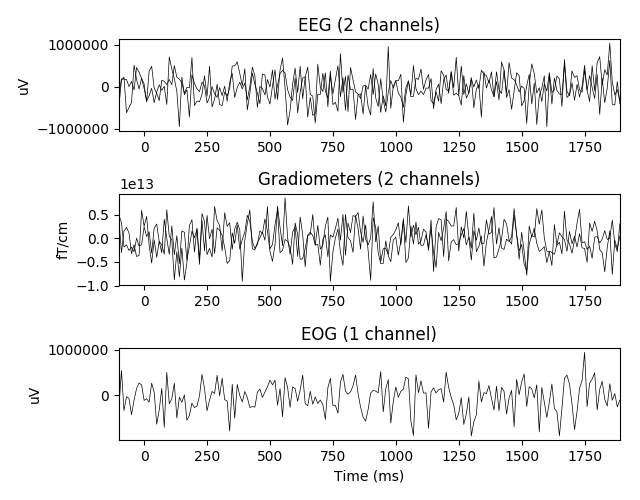 EEG (2 channels)
1000000
0
−1000000
uV
0 250 500 750 1000 1250 1500 1750
1e13
Gradiometers (2 channels)
0.5
0.0
−0.5
−1.0
fT/cm
0 250 500 750 1000 1250 1500 1750
EOG (1 channel)
1000000
0
uV
0 250 500 750 1000 1250 1500 1750
Time (ms)